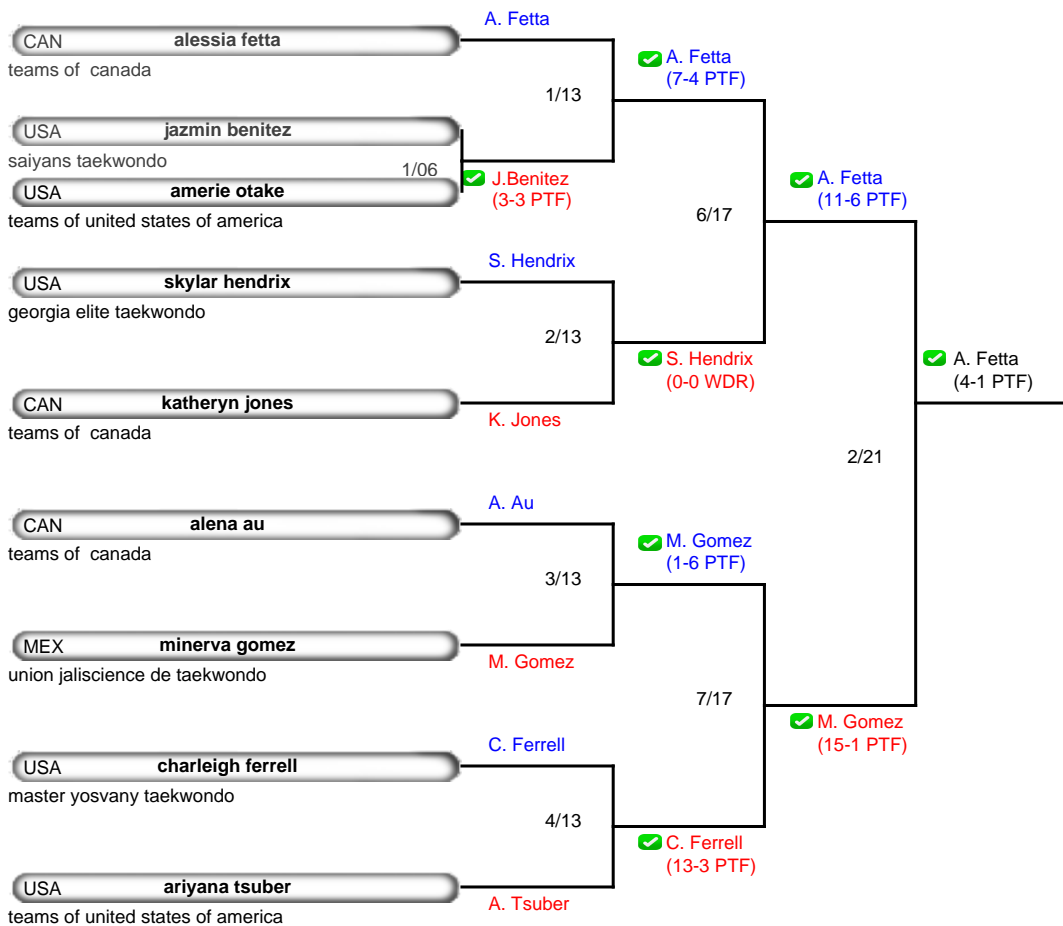 A. Fetta
CAN alessia fetta
teams of  canada
A. Fetta
(7-4 PTF)
1/13
USA jazmin benitez
saiyans taekwondo
1/06
J.Benitez
(3-3 PTF)
USA amerie otake
teams of united states of america
A. Fetta
(11-6 PTF)
6/17
S. Hendrix
USA skylar hendrix
georgia elite taekwondo
2/13
S. Hendrix
(0-0 WDR)
CAN katheryn jones
teams of  canada
K. Jones
A. Fetta
(4-1 PTF)
2/21
A. Au
CAN alena au
teams of  canada
M. Gomez
(1-6 PTF)
3/13
MEX minerva gomez
union jaliscience de taekwondo
M. Gomez
7/17
M. Gomez
(15-1 PTF)
C. Ferrell
USA charleigh ferrell
master yosvany taekwondo
4/13
C. Ferrell
(13-3 PTF)
USA ariyana tsuber
teams of united states of america
A. Tsuber